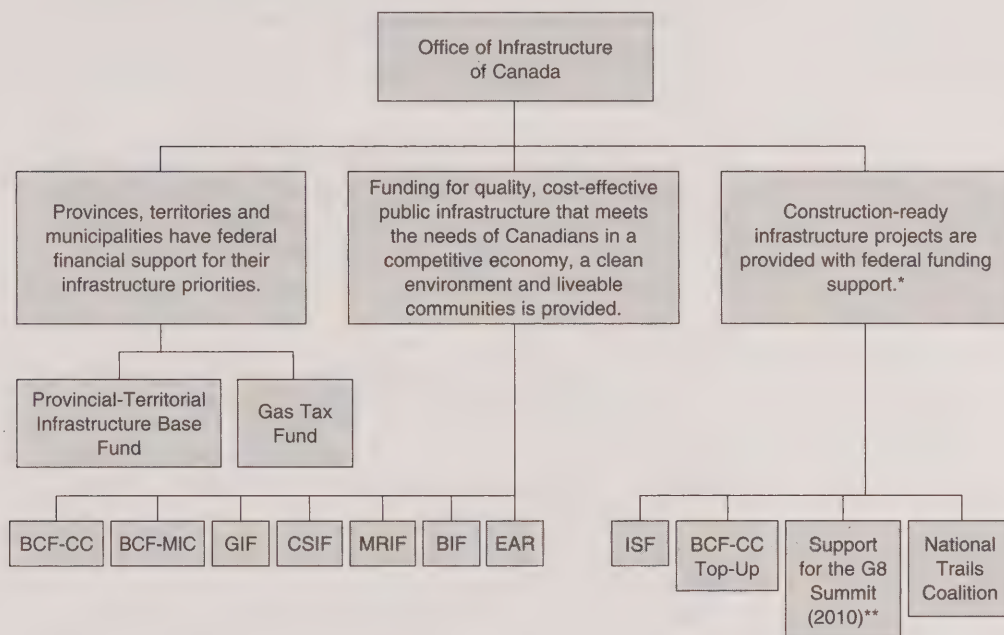 Office of Infrastructure
of Canada
Provinces, territories and
municipalities have federal
financial support for their
infrastructure priorities.
Funding for quality, cost-effective
public infrastructure that meets
the needs of Canadians in a
competitive economy, a clean
environment and liveable
communities is provided.
Construction-ready
infrastructure projects are
provided with federal funding
support.*
Provincial-Territorial
Infrastructure Base
Fund
Gas Tax
Fund
BCF-CC
BCF-MIC
GIF
CSIF
MRIF
BIF
EAR
ISF
BCF-CC
Top-Up
Support
for the G8
Summit
(2010)**
National
Trails
Coalition